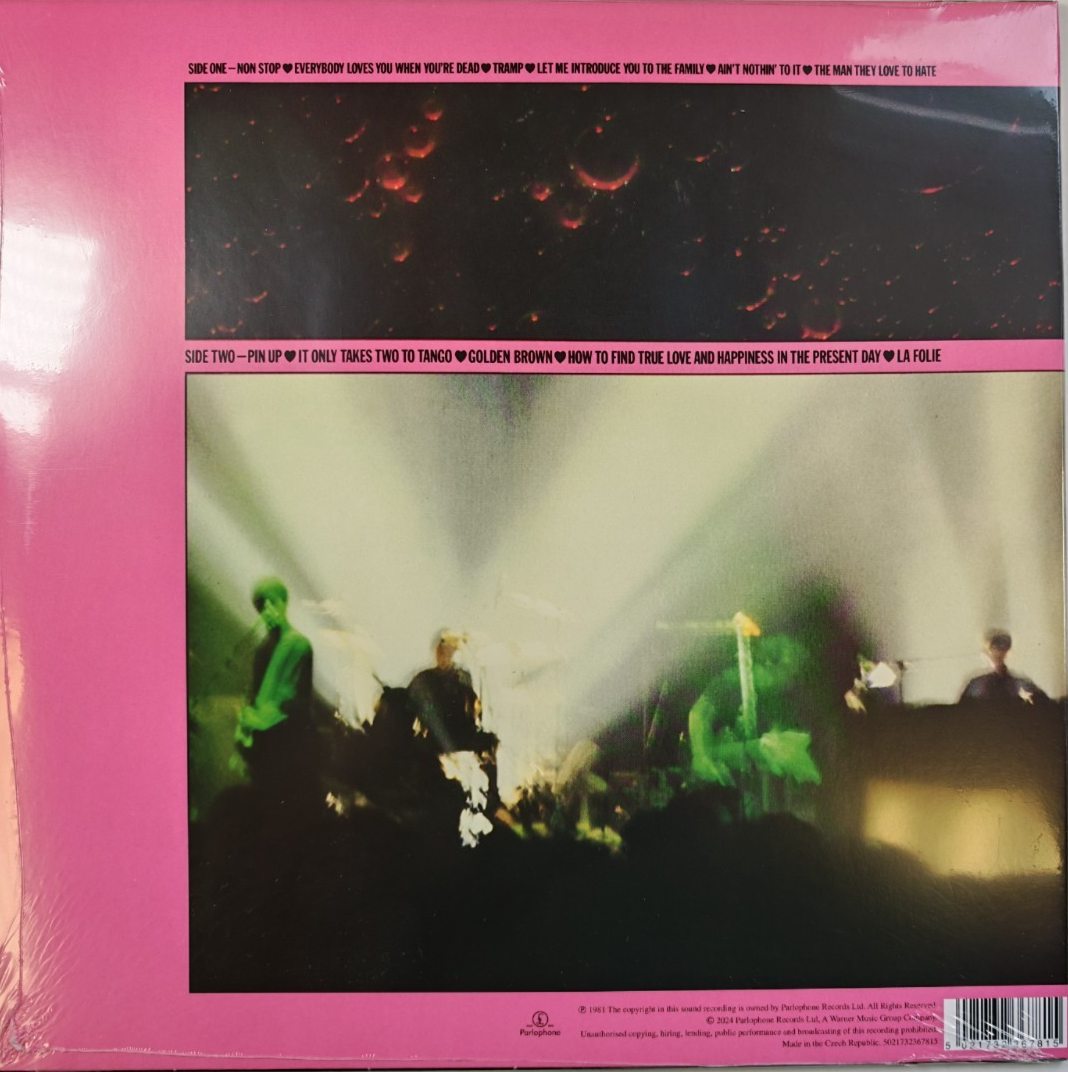 SIDE ONE – NON STOP ♥ EVERYBODY LOVES YOU WHEN YOU'RE DEAD ♥ TRAMP ♥ LET ME INTRODUCE YOU TO THE FAMILY ♥ AIN'T NOTHIN' TO IT ♥ THE MAN THEY LOVE TO HATE
SIDE TWO – PIN UP ♥ IT ONLY TAKES TWO TO TANGO ♥ GOLDEN BROWN ♥ HOW TO FIND TRUE LOVE AND HAPPINESS IN THE PRESENT DAY ♥ LA FOLIE
Parlophone
℗ 1981 The copyright in this sound recording is owned by Parlophone Records Ltd. All Rights Reserved.
© 2024 Parlophone Records Ltd, A Warner Music Group Company.
Unauthorised copying, hiring, lending, public performance and broadcasting of this recording prohibited.
Made in the Czech Republic. 5021732367815
5 021732 367815